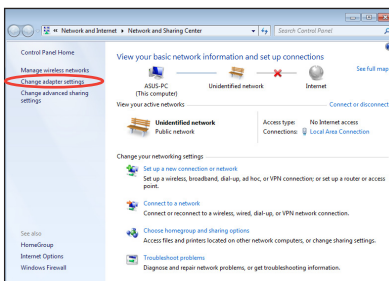 « Network and Internet ▸ Network and Sharing Center
Search Control Panel
Control Panel Home
Manage wireless networks
Change adapter settings
Change advanced sharing
settings
View your basic network information and set up connections
See full map
ASUS-PC
(This computer)
Unidentified network
Internet
View your active networks
Connect or disconnect
Unidentified network
Public network
Access type: No Internet access
Connections: Local Area Connection
Change your networking settings
Set up a new connection or network
Set up a wireless, broadband, dial-up, ad hoc, or VPN connection; or set up a router or access
point.
Connect to a network
Connect or reconnect to a wireless, wired, dial-up, or VPN network connection.
Choose homegroup and sharing options
Access files and printers located on other network computers, or change sharing settings.
Troubleshoot problems
Diagnose and repair network problems, or get troubleshooting information.
See also
HomeGroup
Internet Options
Windows Firewall